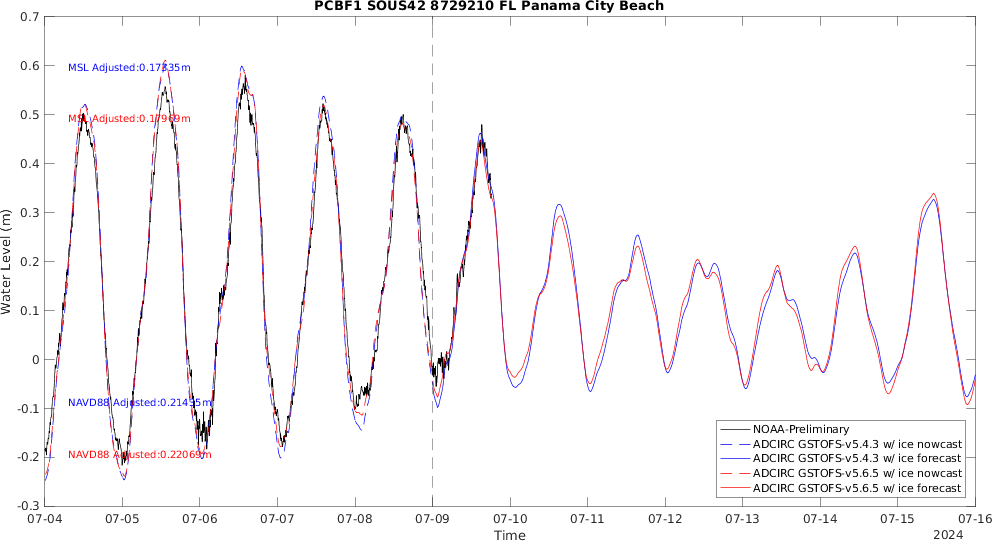 PCBF1 SOUS42 8729210 FL Panama City Beach
0.7
0.6
0.5
0.4
0.3
0.2
0.1
0
-0.1
-0.2
-0.3
Water Level (m)
MSL Adjusted:0.17335m
MSL Adjusted:0.17969m
NAVD88 Adjusted:0.21435m
NAVD88 Adjusted:0.22069m
NOAA-Preliminary
ADCIRC GSTOFS-v5.4.3 w/ ice nowcast
ADCIRC GSTOFS-v5.4.3 w/ ice forecast
ADCIRC GSTOFS-v5.6.5 w/ ice nowcast
ADCIRC GSTOFS-v5.6.5 w/ ice forecast
07-04 07-05 07-06 07-07 07-08 07-09 07-10 07-11 07-12 07-13 07-14 07-15 07-16
Time
2024